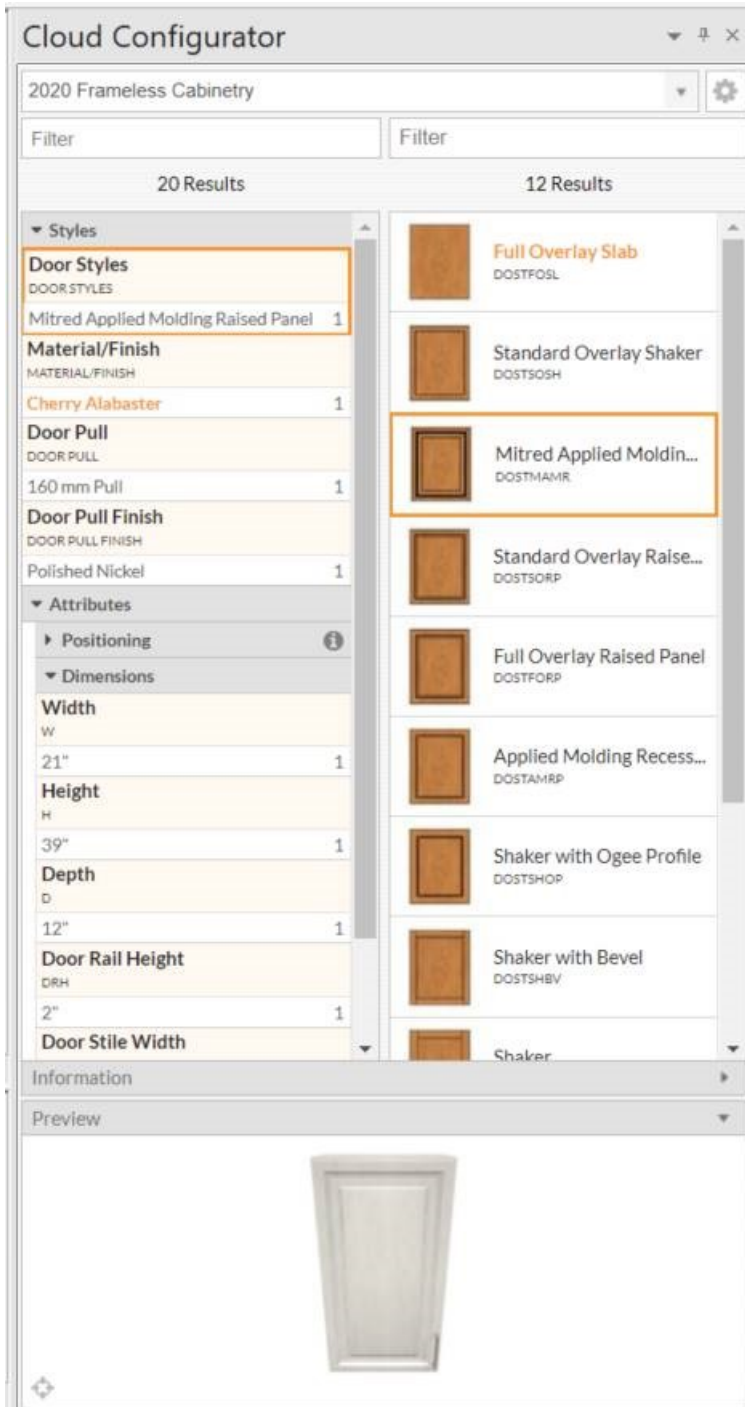 Cloud Configurator
2020 Frameless Cabinetry
Filter
Filter
20 Results
12 Results
Styles
Door Styles
DOOR STYLES
Mitred Applied Molding Raised Panel 1
Material/Finish
MATERIAL/FINISH
Cherry Alabaster 1
Door Pull
DOOR PULL
160 mm Pull 1
Door Pull Finish
DOOR PULL FINISH
Polished Nickel 1
Attributes
Positioning
Dimensions
Width
W
21" 1
Height
H
39" 1
Depth
D
12" 1
Door Rail Height
DRH
2" 1
Door Stile Width
Full Overlay Slab
DOSTFOSL
Standard Overlay Shaker
DOSTSOSH
Mitred Applied Moldin...
DOSTMAMR
Standard Overlay Raise...
DOSTSORP
Full Overlay Raised Panel
DOSTFORP
Applied Molding Recess...
DOSTAMRP
Shaker with Ogee Profile
DOSTSHOP
Shaker with Bevel
DOSTSHBV
Shaker
Information
Preview